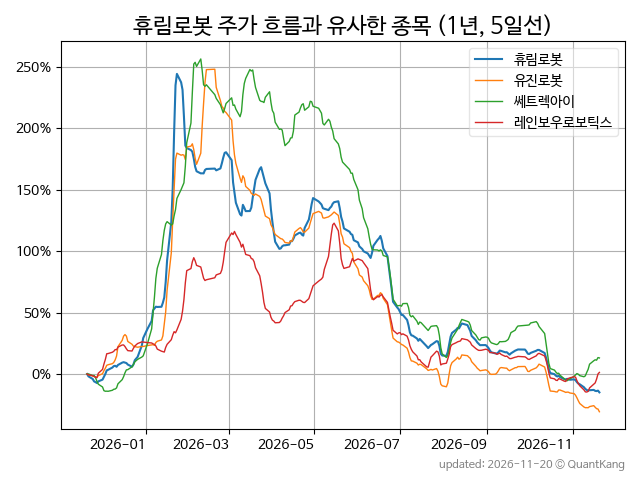 휴림로봇 주가 흐름과 유사한 종목 (1년, 5일선)
휴림로봇
유진로봇
쎄트렉아이
레인보우로보틱스
250%
200%
150%
100%
50%
0%
2026-01
2026-03
2026-05
2026-07
2026-09
2026-11
updated: 2026-11-20 © QuantKang